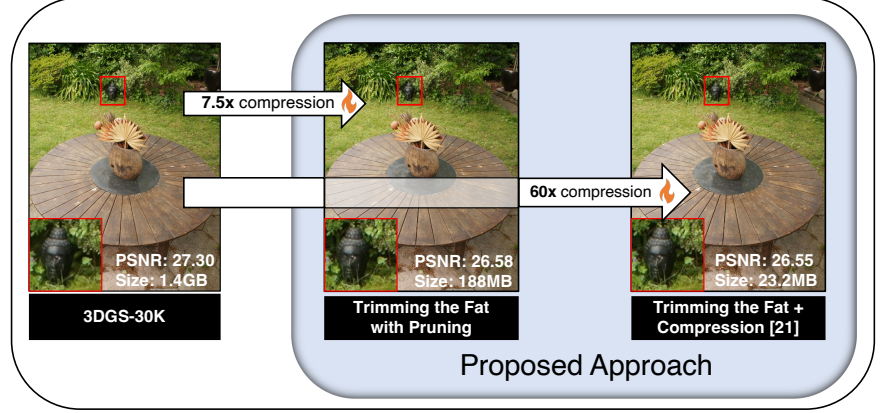 7.5x compression
60x compression
PSNR: 27.30
Size: 1.4GB
PSNR: 26.58
Size: 188MB
PSNR: 26.55
Size: 23.2MB
3DGS-30K
Trimming the Fat
with Pruning
Trimming the Fat +
Compression [21]
Proposed Approach